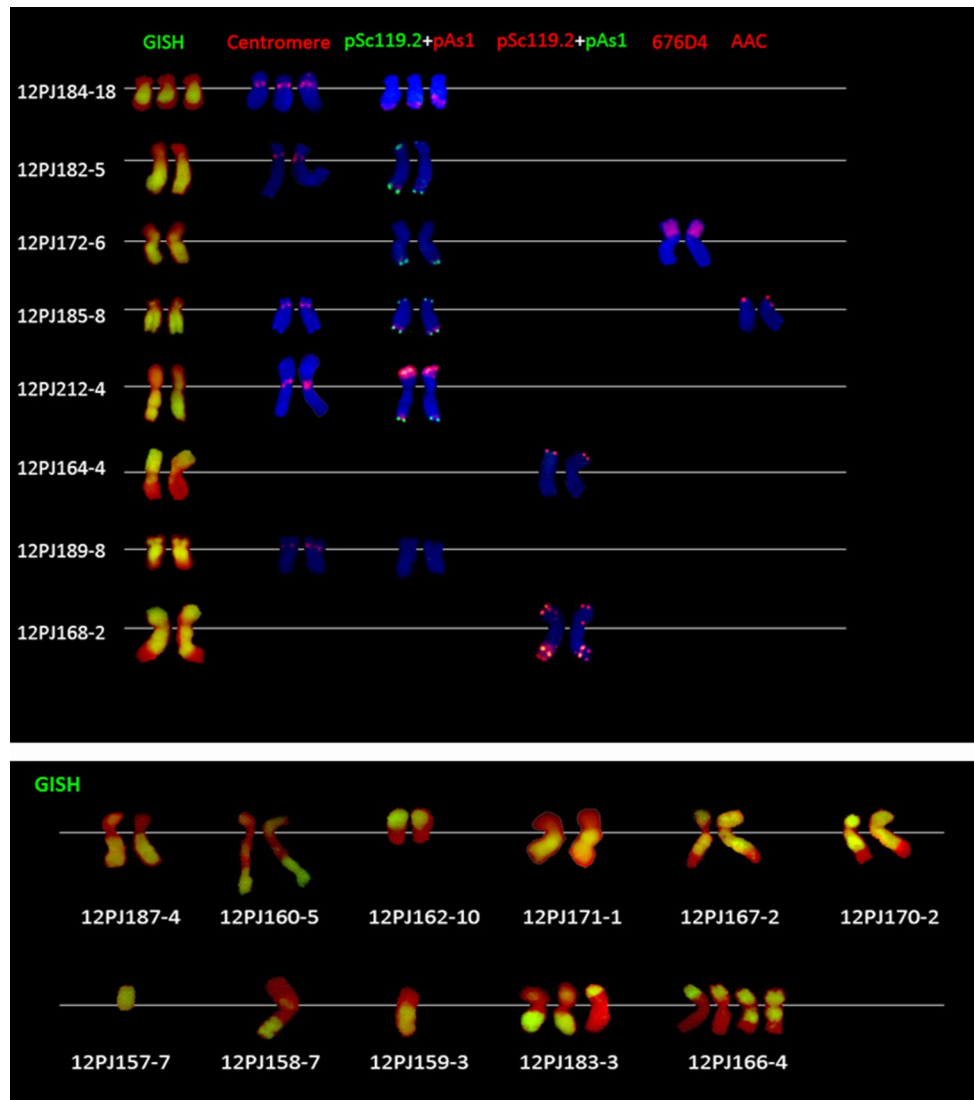 GISH Centromere pSc119.2+pAs1 pSc119.2+pAs1 676D4 AAC
12PJ184-18
12PJ182-5
12PJ172-6
12PJ185-8
12PJ212-4
12PJ164-4
12PJ189-8
12PJ168-2
GISH
12PJ187-4 12PJ160-5 12PJ162-10 12PJ171-1 12PJ167-2 12PJ170-2
12PJ157-7 12PJ158-7 12PJ159-3 12PJ183-3 12PJ166-4